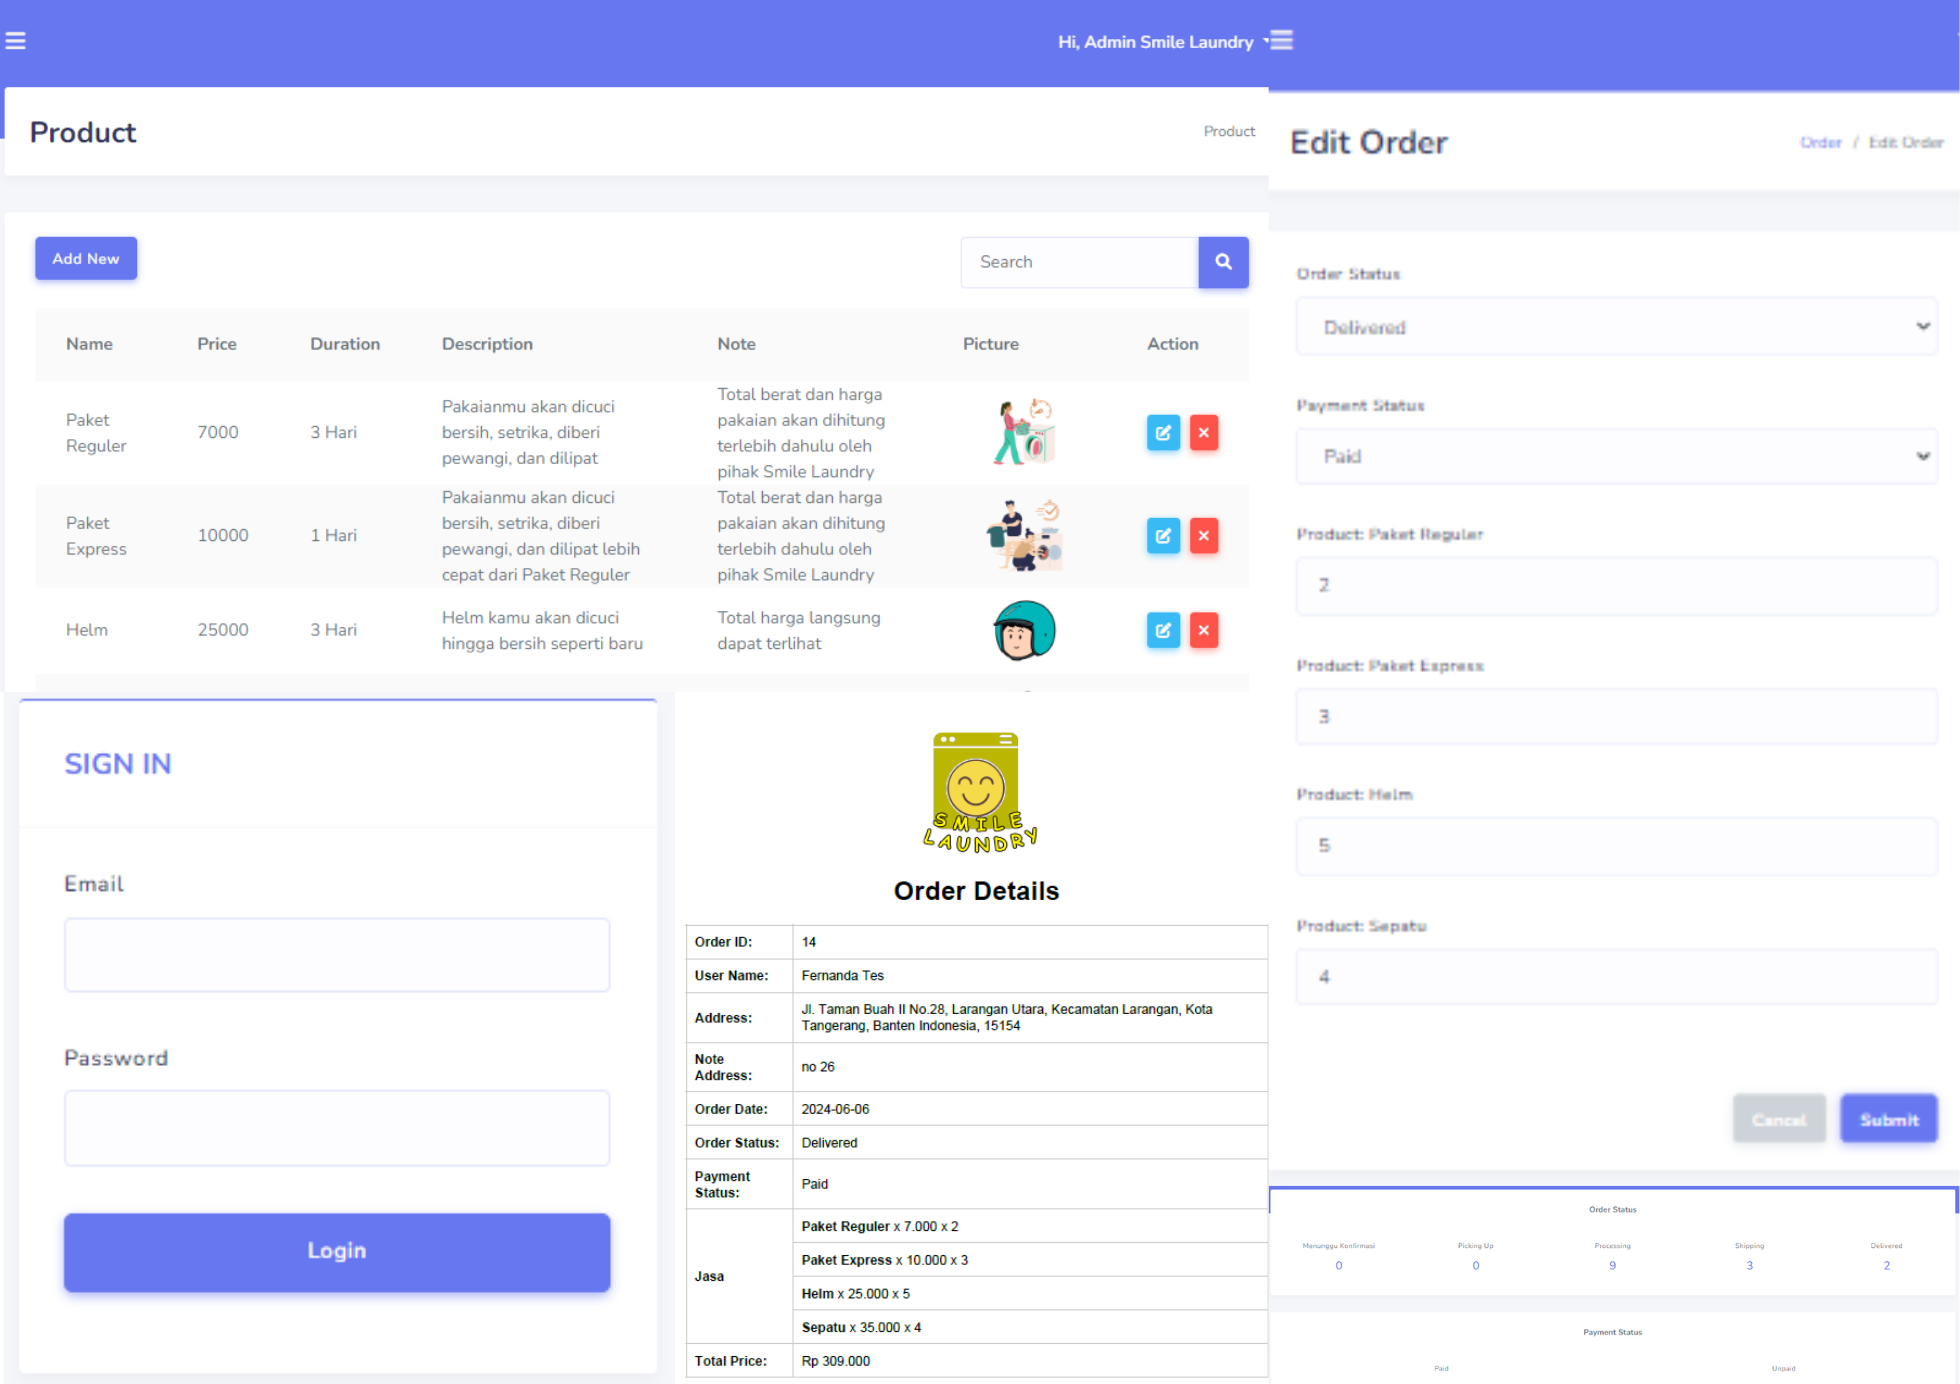 Hi, Admin Smile Laundry
Product
Product
Add New
Search
Name Price Duration Description Note Picture Action
Paket
Reguler
7000
3 Hari
Pakaianmu akan dicuci
bersih, setrika, diberi
pewangi, dan dilipat
Total berat dan harga
pakaian akan dihitung
terlebih dahulu oleh
pihak Smile Laundry
Paket
Express
10000
1 Hari
Pakaianmu akan dicuci
bersih, setrika, diberi
pewangi, dan dilipat lebih
cepat dari Paket Reguler
Total berat dan harga
pakaian akan dihitung
terlebih dahulu oleh
pihak Smile Laundry
Helm
25000
3 Hari
Helm kamu akan dicuci
hingga bersih seperti baru
Total harga langsung
dapat terlihat
SIGN IN
Email
Password
Login
SMILE
LAUNDRY
Order Details
Order ID: 14
User Name: Fernanda Tes
Address:
Jl. Taman Buah II No.28, Larangan Utara, Kecamatan Larangan, Kota
Tangerang, Banten Indonesia, 15154
Note
Address:
no 26
Order Date: 2024-06-06
Order Status: Delivered
Payment
Status:
Paid
Jasa
Paket Reguler x 7.000 x 2
Paket Express x 10.000 x 3
Helm x 25.000 x 5
Sepatu x 35.000 x 4
Total Price: Rp 309.000
Edit Order
Order / Edit Order
Order Status
Delivered
Payment Status
Paid
Product: Paket Reguler
2
Product: Paket Express
3
Product: Helm
5
Product: Sepatu
4
Cancel Submit
Order Status
Menunggu Konfirmasi Picking Up Processing Shipping Delivered
0 0 9 3 2
Payment Status
Paid Unpaid